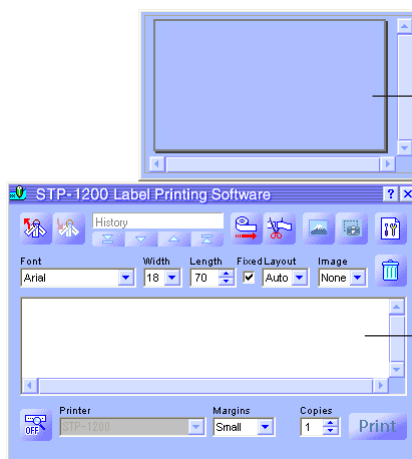 STP-1200 Label Printing Software
History
Font Width Length Fixed Layout Image
Arial 18 70 Auto None
Printer Margins Copies
OFF STP-1200 Small 1 Print